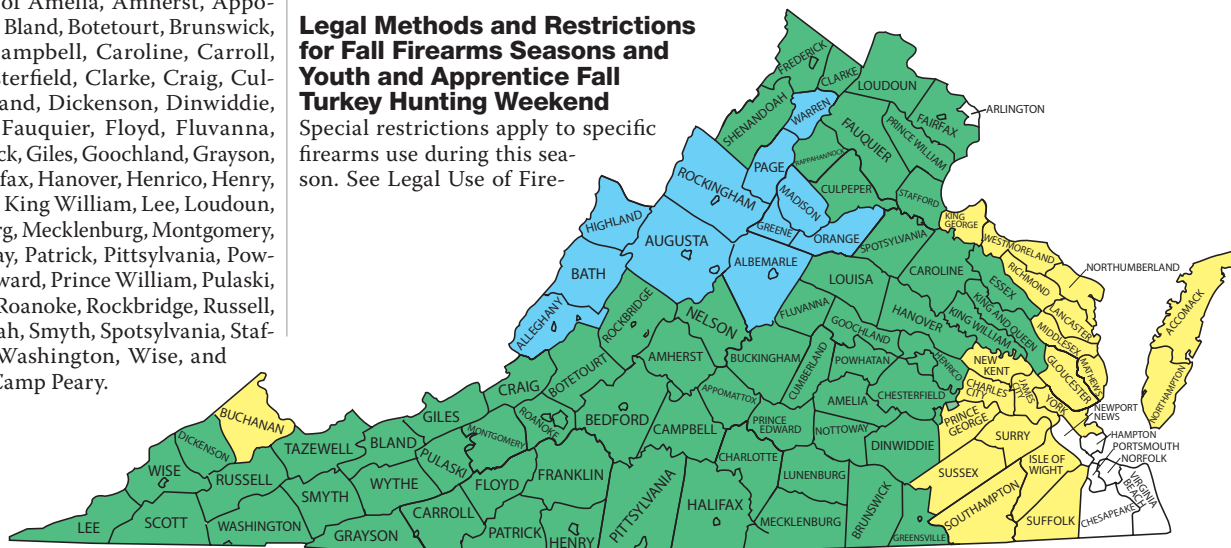 of Amelia, Amherst, Appo-
Bland, Botetourt, Brunswick,
Campbell, Caroline, Carroll,
sterfield, Clarke, Craig, Cul-
land, Dickenson, Dinwiddie,
Fauquier, Floyd, Fluvanna,
ck, Giles, Goochland, Grayson,
fax, Hanover, Henrico, Henry,
King William, Lee, Loudoun,
rg, Mecklenburg, Montgomery,
ay, Patrick, Pittsylvania, Pow-
ward, Prince William, Pulaski,
Roanoke, Rockbridge, Russell,
ah, Smyth, Spotsylvania, Staf-
Washington, Wise, and
Camp Peary.
Legal Methods and Restrictions
for Fall Firearms Seasons and
Youth and Apprentice Fall
Turkey Hunting Weekend
Special restrictions apply to specific
firearms use during this sea-
son. See Legal Use of Fire-
FREDERICK
CLARKE
LOUDOUN
SHENANDOAH
WARREN
FAUQUIER
PRINCE WILLIAM
FAIRFAX
ARLINGTON
PAGE
RAPPAHANNOCK
ROCKINGHAM
MADISON
CULPEPER
STAFFORD
HIGHLAND
AUGUSTA
GREENE
ORANGE
SPOTSYLVANIA
KING
GEORGE
WESTMORELAND
NORTHUMBERLAND
RICHMOND
BATH
ALBEMARLE
LOUISA
CAROLINE
ESSEX
ALLEGHANY
ROCKBRIDGE
NELSON
FLUVANNA
GOOCHLAND
HANOVER
KING AND QUEEN
KING WILLIAM
LANCASTER
MIDDLESEX
MATHEWS
GLOUCESTER
ACCOMACK
NORTHAMPTON
CRAIG
BOTETOURT
AMHERST
BUCKINGHAM
CUMBERLAND
POWHATAN
HENRICO
NEW
KENT
CHARLES
CITY
JAMES
CITY
YORK
NEWPORT
NEWS
HAMPTON
PORTSMOUTH
NORFOLK
VIRGINIA
BEACH
CHESAPEAKE
BUCHANAN
DICKENSON
TAZEWELL
BLAND
GILES
MONTGOMERY
ROANOKE
BEDFORD
APPOMATTOX
CAMPBELL
PRINCE
EDWARD
AMELIA
NOTTOWAY
CHESTERFIELD
PRINCE
GEORGE
DINWIDDIE
SURRY
ISLE OF
WIGHT
SUSSEX
SOUTHAMPTON
SUFFOLK
WISE
RUSSELL
SMYTH
WYTHE
PULASKI
FLOYD
FRANKLIN
PITTSYLVANIA
CHARLOTTE
HALIFAX
LUNENBURG
MECKLENBURG
BRUNSWICK
GREENSVILLE
LEE
SCOTT
WASHINGTON
GRAYSON
CARROLL
PATRICK
HENRY